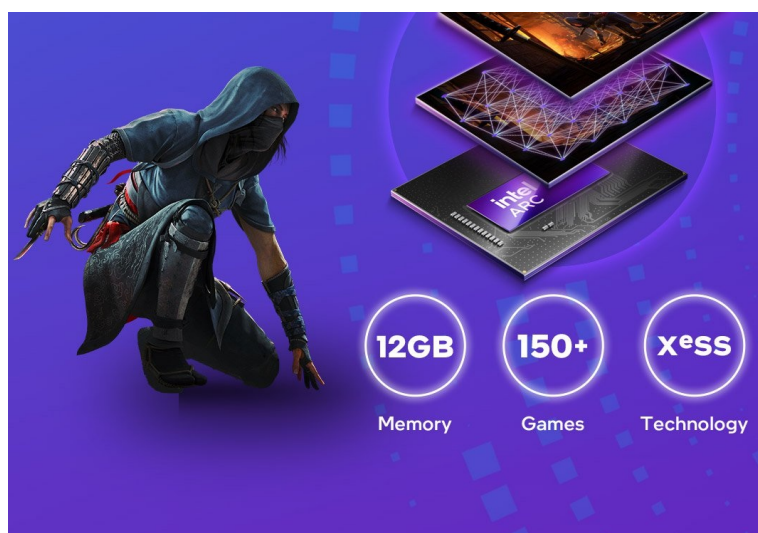 intel
ARC
12GB
150+
XeSS
Memory
Games
Technology